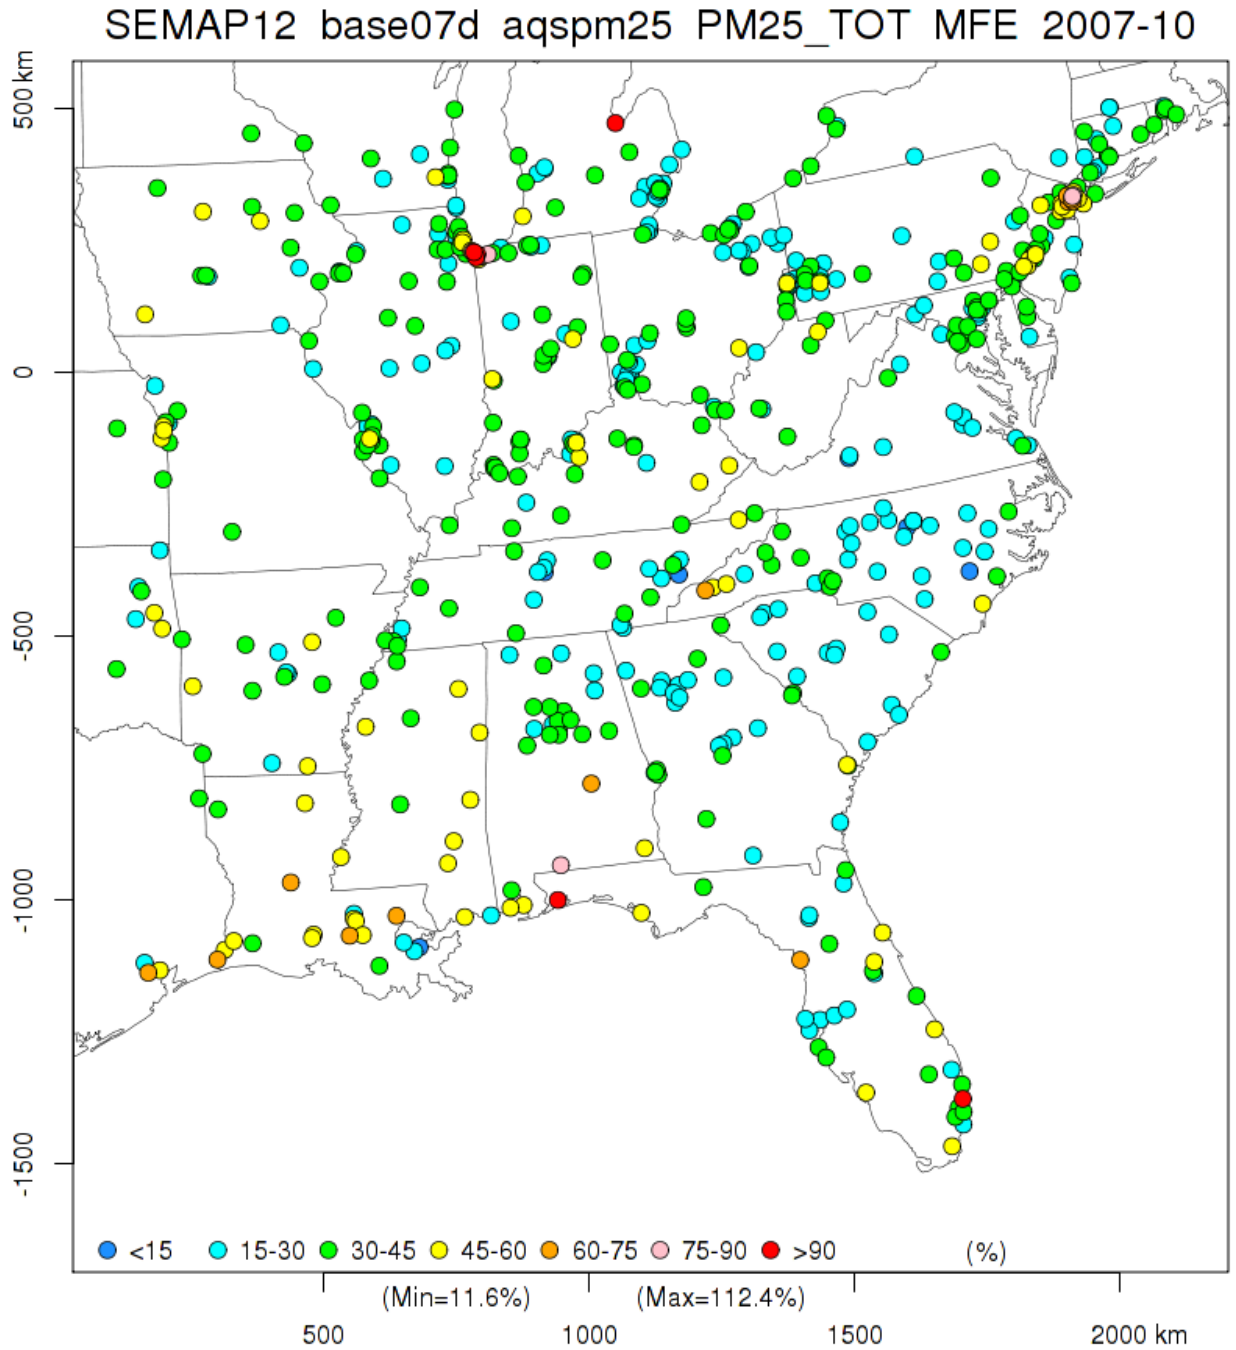 SEMAP12 base07d aqspm25 PM25_TOT MFE 2007-10
500 km
0
-500
-1000
-1500
<15 15-30 30-45 45-60 60-75 75-90 >90 (%)
(Min=11.6%) (Max=112.4%)
500 1000 1500 2000 km